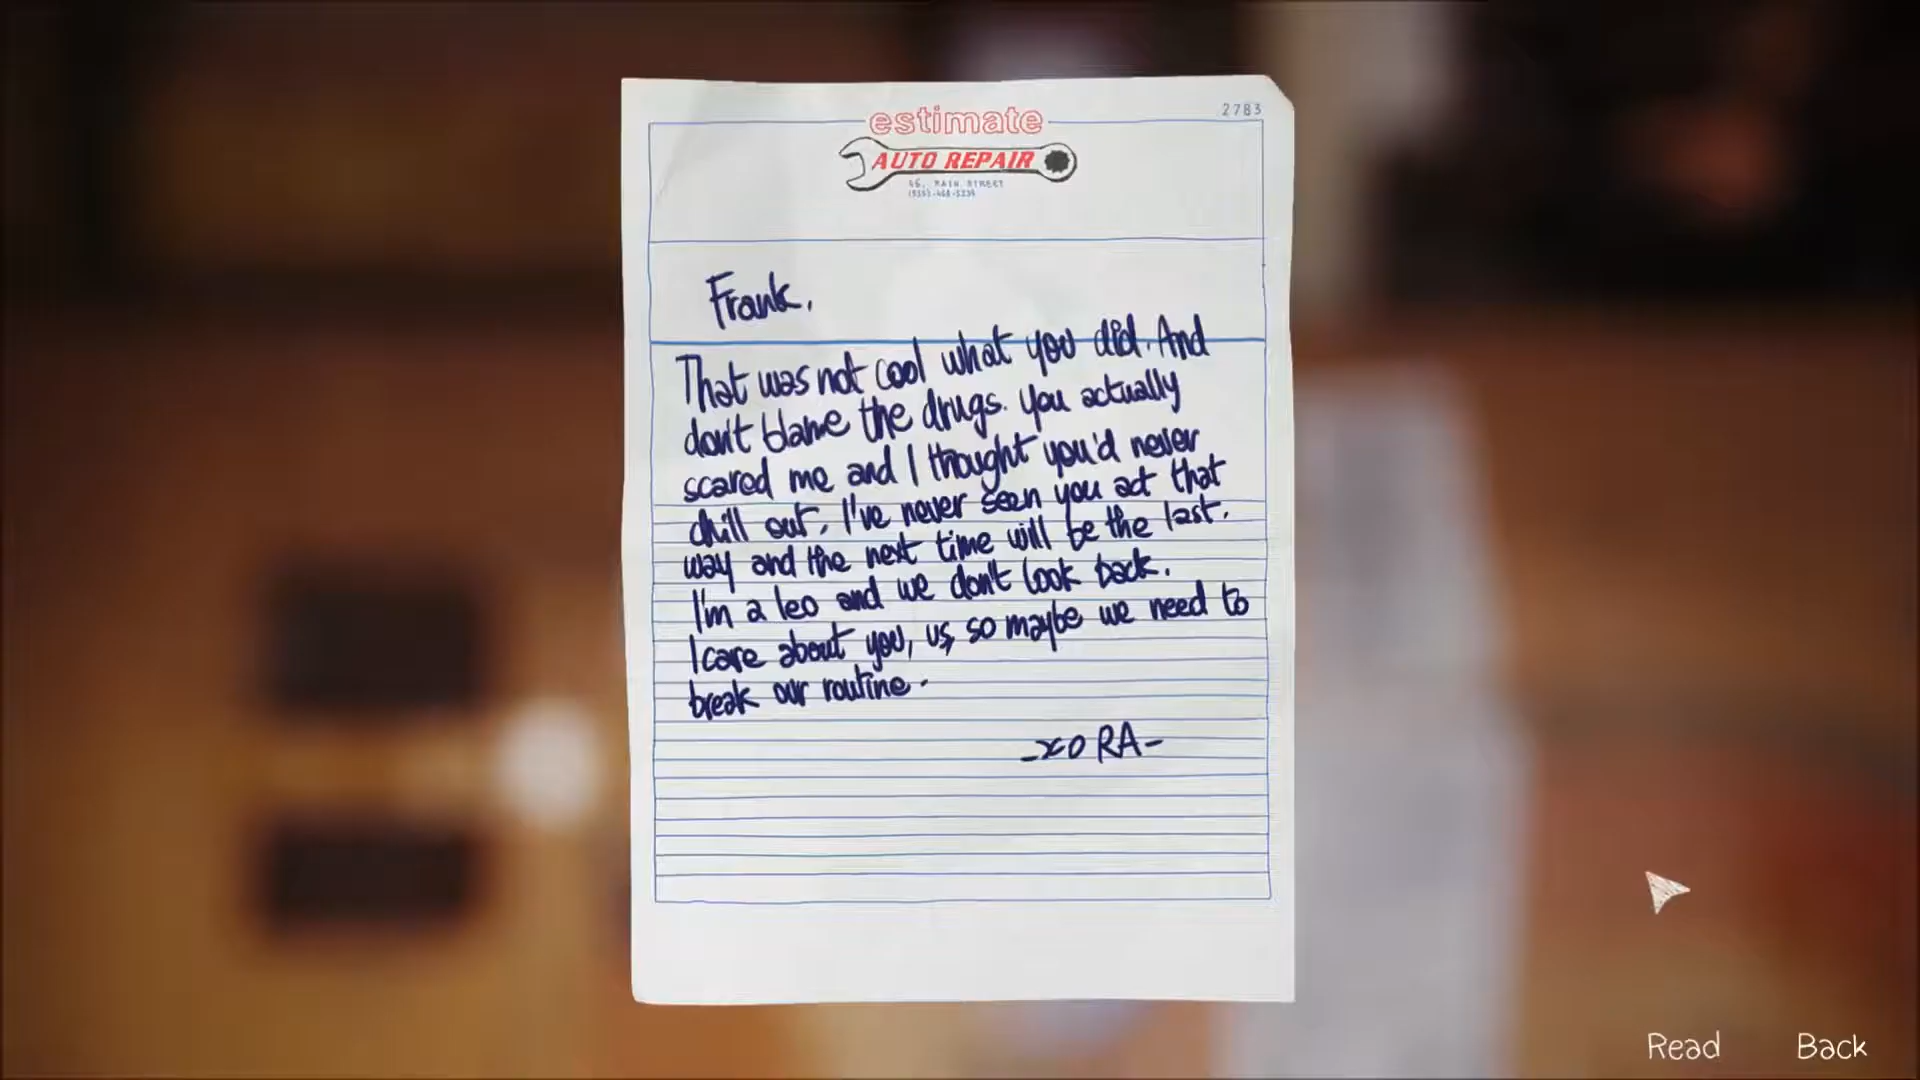 estimate
2783
AUTO REPAIR
46, MAIN STREET
Frank,
That was not cool what you did. And
don't blame the drugs. You actually
scared me and I thought you'd never
chill out. I've never seen you act that
way and the next time will be the last.
I'm a leo and we don't look back.
I care about you, us, so maybe we need to
break our routine.
-xo RA-
Read
Back